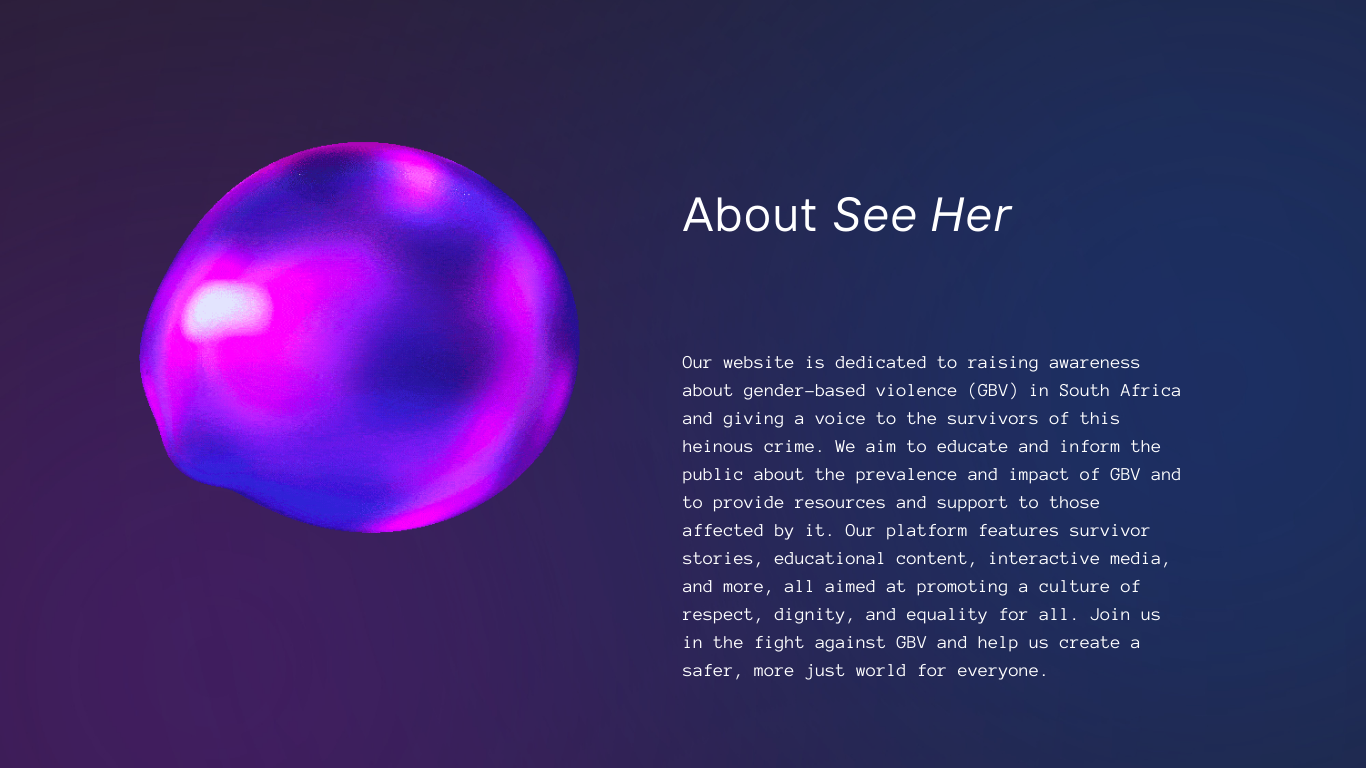 About See Her
Our website is dedicated to raising awareness
about gender-based violence (GBV) in South Africa
and giving a voice to the survivors of this
heinous crime. We aim to educate and inform the
public about the prevalence and impact of GBV and
to provide resources and support to those
affected by it. Our platform features survivor
stories, educational content, interactive media,
and more, all aimed at promoting a culture of
respect, dignity, and equality for all. Join us
in the fight against GBV and help us create a
safer, more just world for everyone.